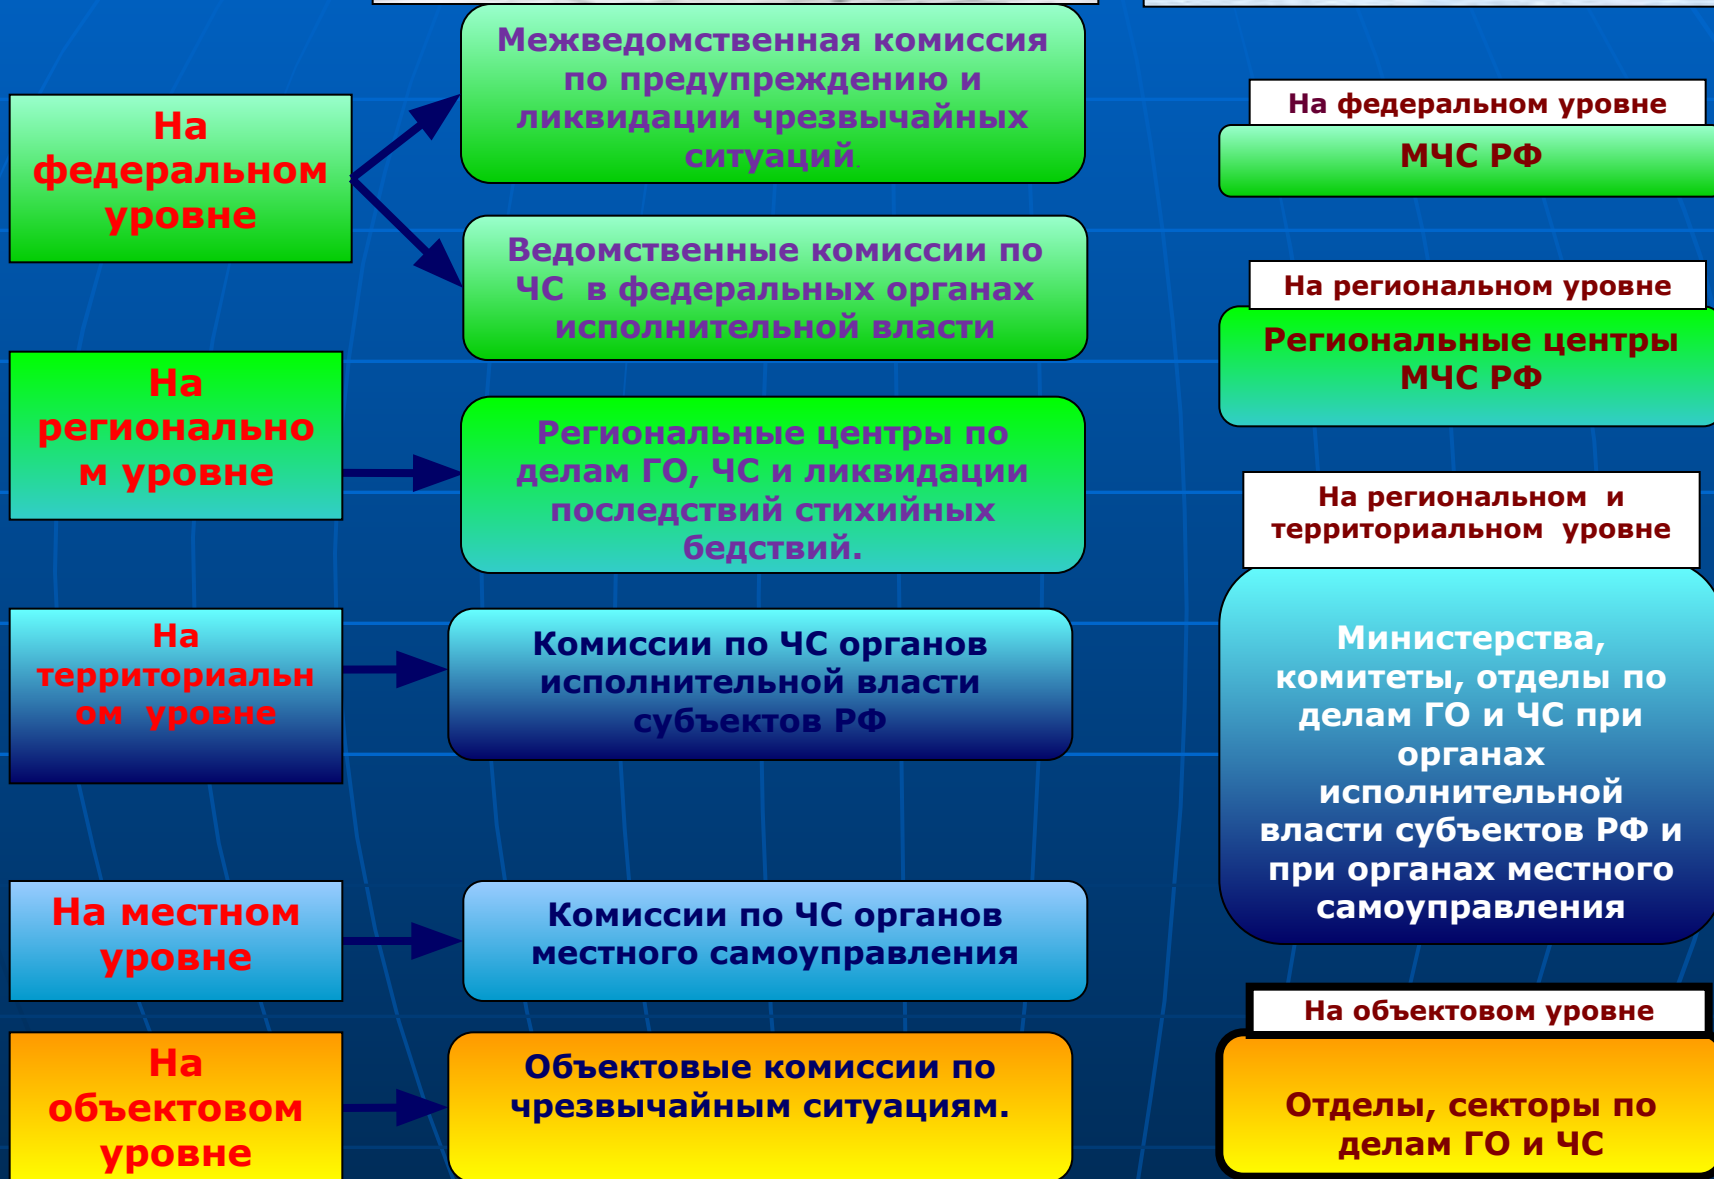 На
федеральном
уровне
Межведомственная комиссия
по предупреждению и
ликвидации чрезвычайных
ситуаций.
Ведомственные комиссии по
ЧС в федеральных органах
исполнительной власти
На
регионально
м уровне
Региональные центры по
делам ГО, ЧС и ликвидации
последствий стихийных
бедствий.
На
территориальн
ом уровне
Комиссии по ЧС органов
исполнительной власти
субъектов РФ
На местном
уровне
Комиссии по ЧС органов
местного самоуправления
На
объектовом
уровне
Объектовые комиссии по
чрезвычайным ситуациям.
На федеральном уровне
МЧС РФ
На региональном уровне
Региональные центры
МЧС РФ
На региональном и
территориальном уровне
Министерства,
комитеты, отделы по
делам ГО и ЧС при
органах
исполнительной
власти субъектов РФ и
при органах местного
самоуправления
На объектовом уровне
Отделы, секторы по
делам ГО и ЧС